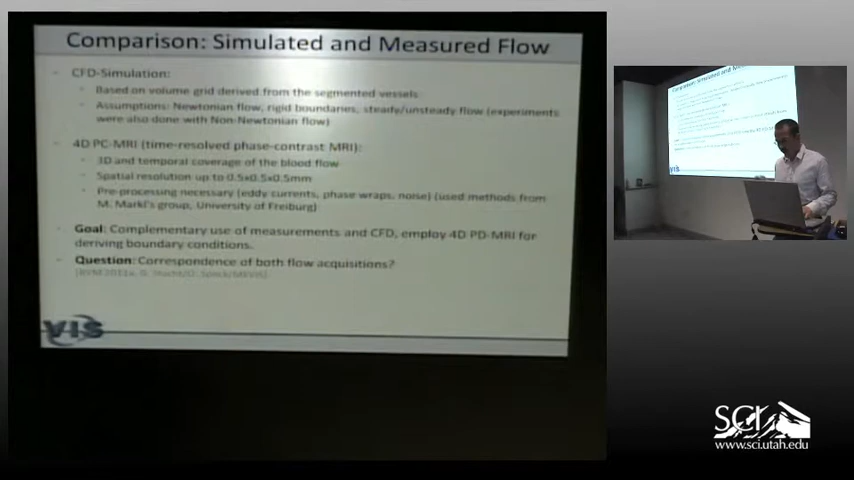 Comparison: Simulated and Measured Flow
- CFD-Simulation:
Based on volume grid derived from the segmented vessels
Assumptions: Newtonian flow, rigid boundaries, steady/unsteady flow (experiments
were also done with Non-Newtonian flow)
- 4D PC-MRI (time-resolved phase-contrast MRI):
3D and temporal coverage of the blood flow
Spatial resolution up to 0.5x0.5x0.5mm
Pre-processing necessary (eddy currents, phase wraps, noise) (used methods from
M. Markl's group, University of Freiburg)
Goal: Complementary use of measurements and CFD, employ 4D PD-MRI for
deriving boundary conditions.
Question: Correspondence of both flow acquisitions?
VIS
Comparison: Simulated and Measured
VIS
SCI
www.sci.utah.edu